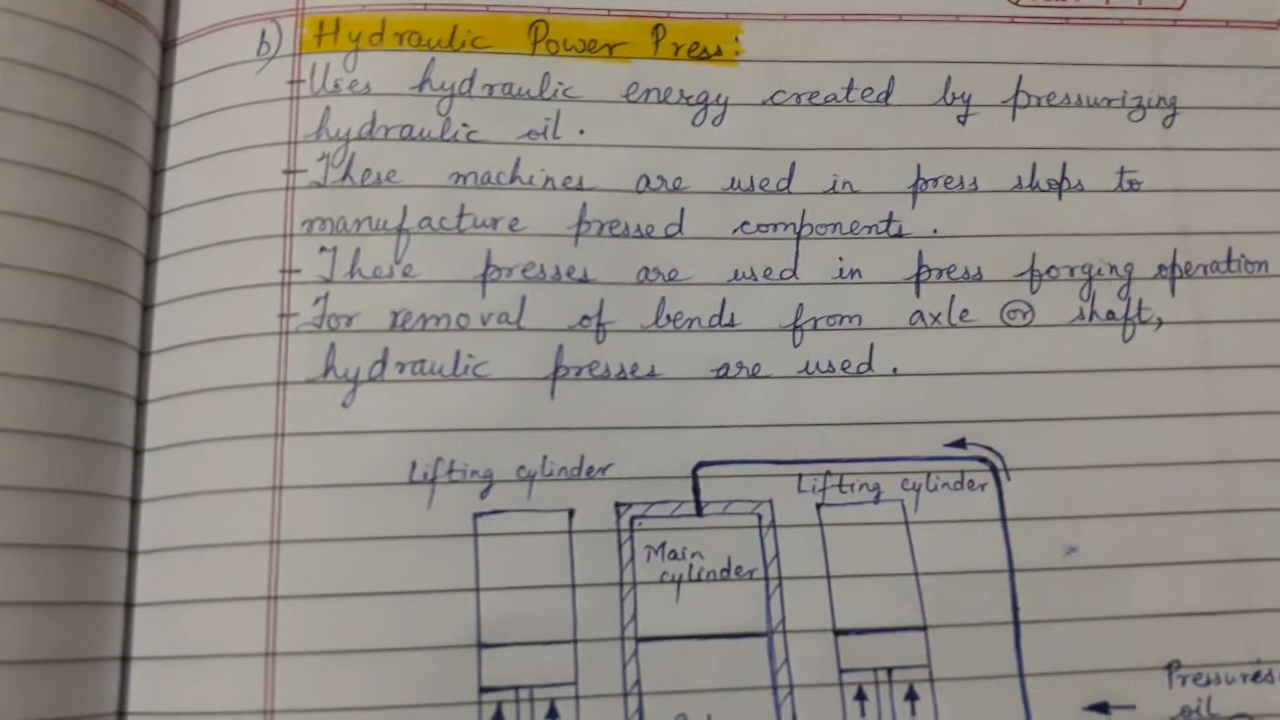 b) Hydraulic Power Press:
- Uses hydraulic energy created by pressurizing
hydraulic oil.
- These machines are used in press shops to
manufacture pressed components.
- These presses are used in press forging operation
- For removal of bends from axle or shaft,
hydraulic presses are used.
Lifting cylinder
Lifting cylinder
Main
cylinder
oil